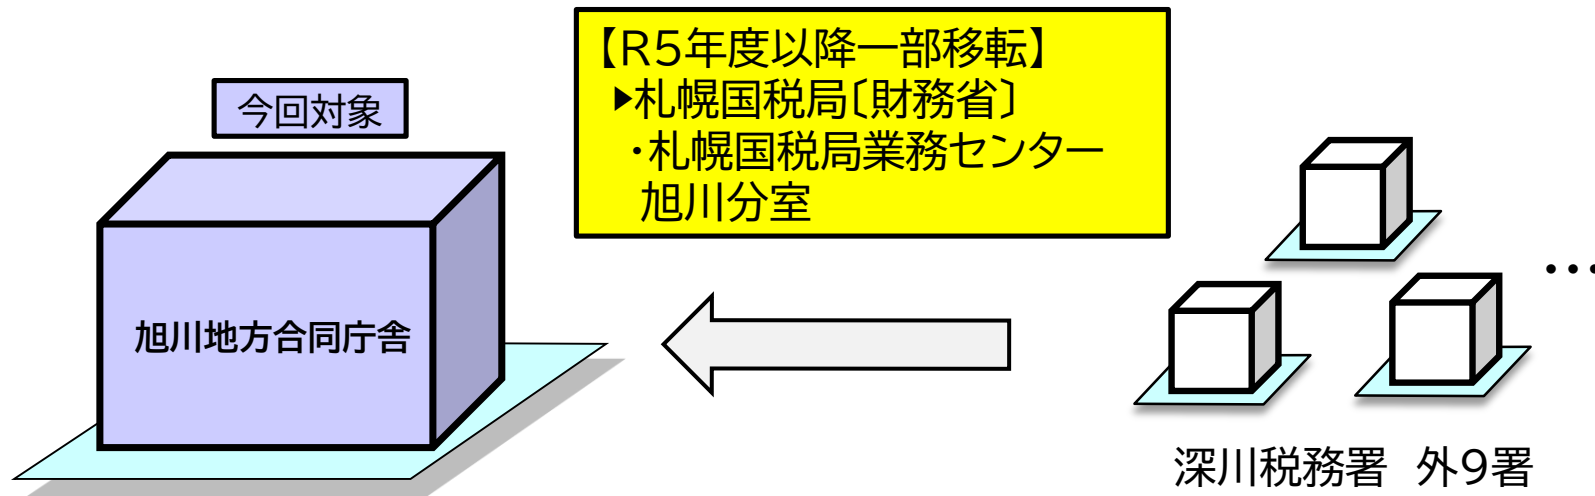 今回対象
【R5年度以降一部移転】
▶札幌国税局〔財務省〕
・札幌国税局業務センター
旭川分室
旭川地方合同庁舎
…
深川税務署 外9署